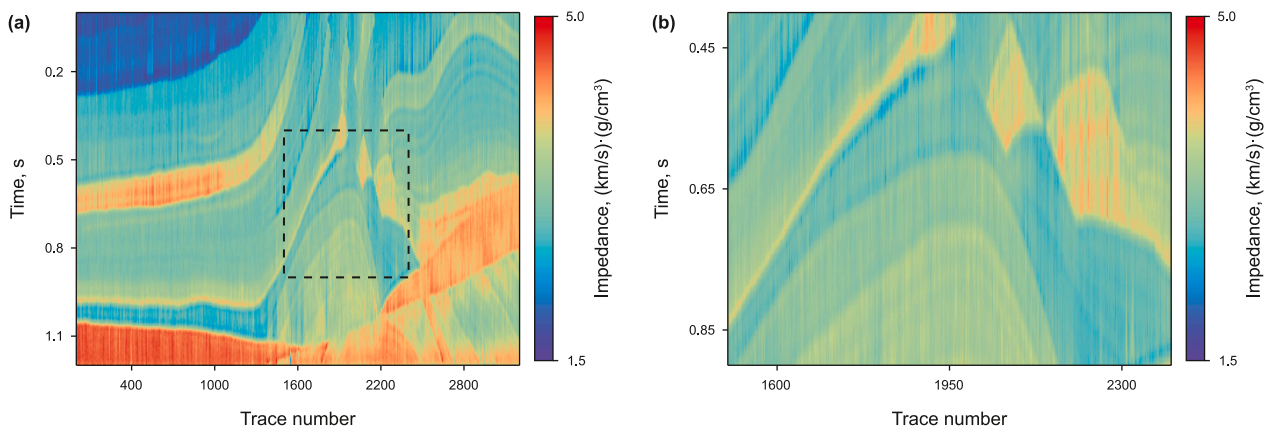 (a)
0.2
0.5
0.8
1.1
Time, s
400
1000
1600
2200
2800
Trace number
5.0
1.5
Impedance, (km/s)·(g/cm³)
(b)
0.45
0.65
0.85
Time, s
1600
1950
2300
Trace number
5.0
1.5
Impedance, (km/s)·(g/cm³)